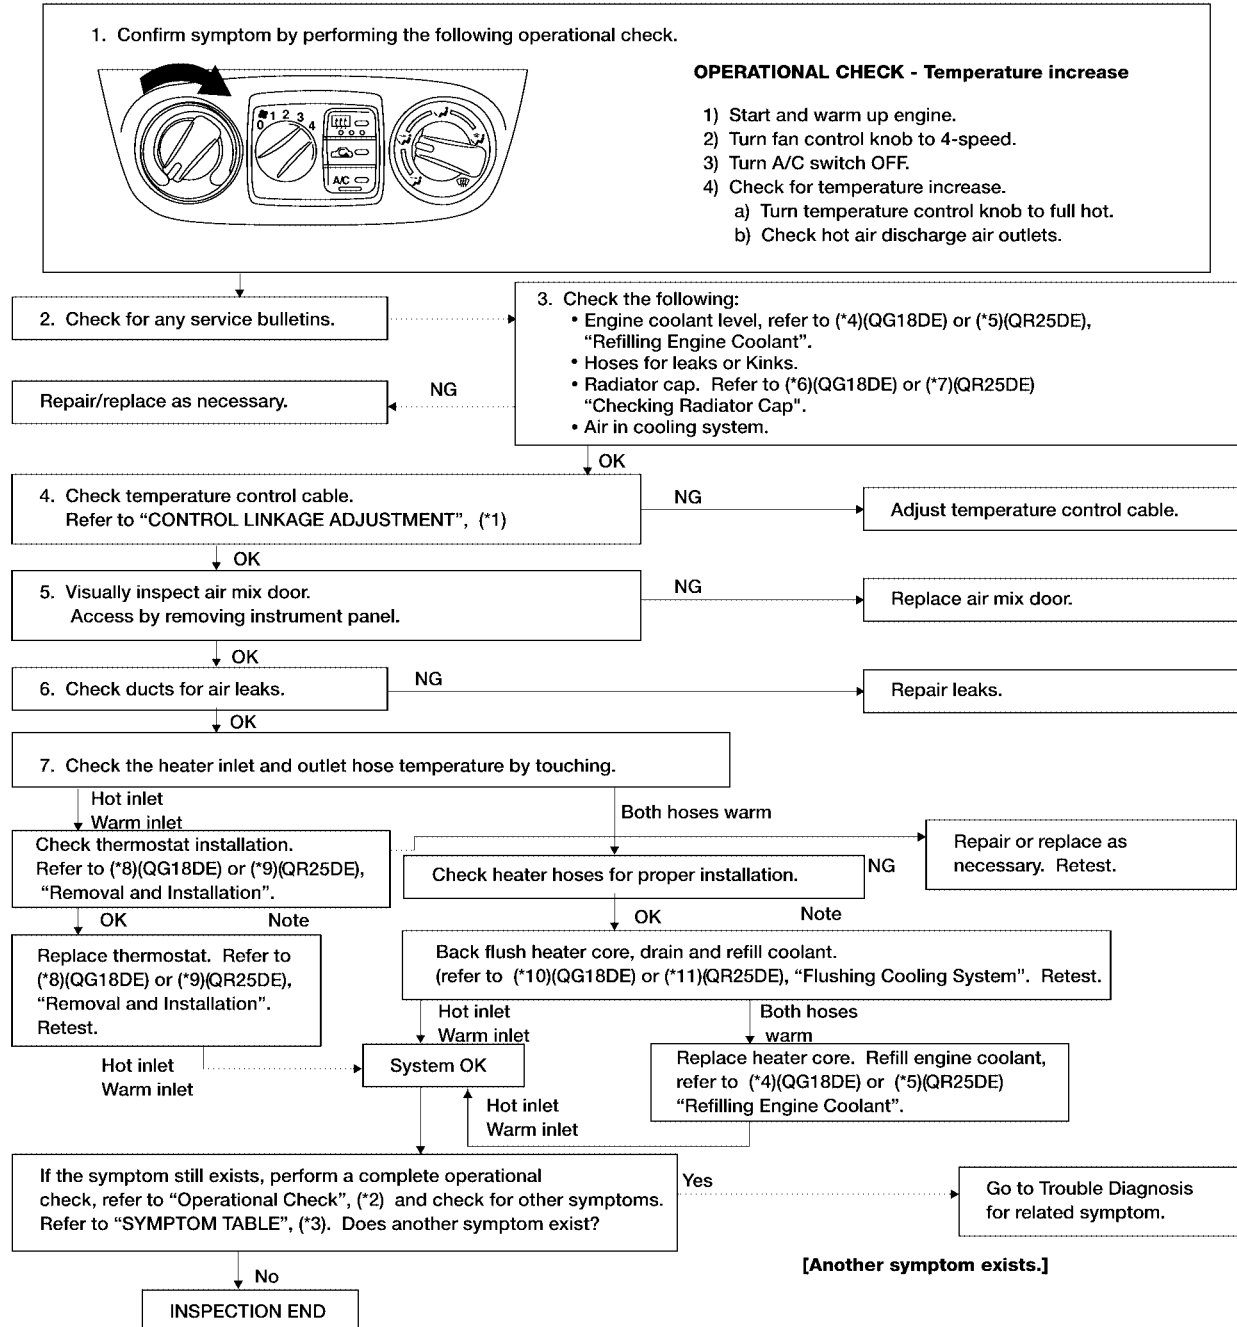 1. Confirm symptom by performing the following operational check.
0 1 2 3 4
A/C
OPERATIONAL CHECK - Temperature increase
1) Start and warm up engine.
2) Turn fan control knob to 4-speed.
3) Turn A/C switch OFF.
4) Check for temperature increase.
a) Turn temperature control knob to full hot.
b) Check hot air discharge air outlets.
2. Check for any service bulletins.
3. Check the following:
• Engine coolant level, refer to (*4)(QG18DE) or (*5)(QR25DE),
“Refilling Engine Coolant”.
• Hoses for leaks or Kinks.
• Radiator cap. Refer to (*6)(QG18DE) or (*7)(QR25DE)
“Checking Radiator Cap".
• Air in cooling system.
NG
Repair/replace as necessary.
OK
4. Check temperature control cable.
Refer to “CONTROL LINKAGE ADJUSTMENT”, (*1)
NG
Adjust temperature control cable.
OK
5. Visually inspect air mix door.
Access by removing instrument panel.
NG
Replace air mix door.
OK
6. Check ducts for air leaks.
NG
Repair leaks.
OK
7. Check the heater inlet and outlet hose temperature by touching.
Hot inlet
Warm inlet
Both hoses warm
Check thermostat installation.
Refer to (*8)(QG18DE) or (*9)(QR25DE),
“Removal and Installation”.
Check heater hoses for proper installation.
NG
Repair or replace as
necessary. Retest.
OK
Note
OK
Note
Replace thermostat. Refer to
(*8)(QG18DE) or (*9)(QR25DE),
“Removal and Installation”.
Retest.
Back flush heater core, drain and refill coolant.
(refer to (*10)(QG18DE) or (*11)(QR25DE), “Flushing Cooling System”. Retest.
Hot inlet
Warm inlet
Both hoses
warm
Hot inlet
Warm inlet
System OK
Replace heater core. Refill engine coolant,
refer to (*4)(QG18DE) or (*5)(QR25DE)
“Refilling Engine Coolant”.
Hot inlet
Warm inlet
If the symptom still exists, perform a complete operational
check, refer to “Operational Check”, (*2) and check for other symptoms.
Refer to “SYMPTOM TABLE”, (*3). Does another symptom exist?
Yes
Go to Trouble Diagnosis
for related symptom.
[Another symptom exists.]
No
INSPECTION END